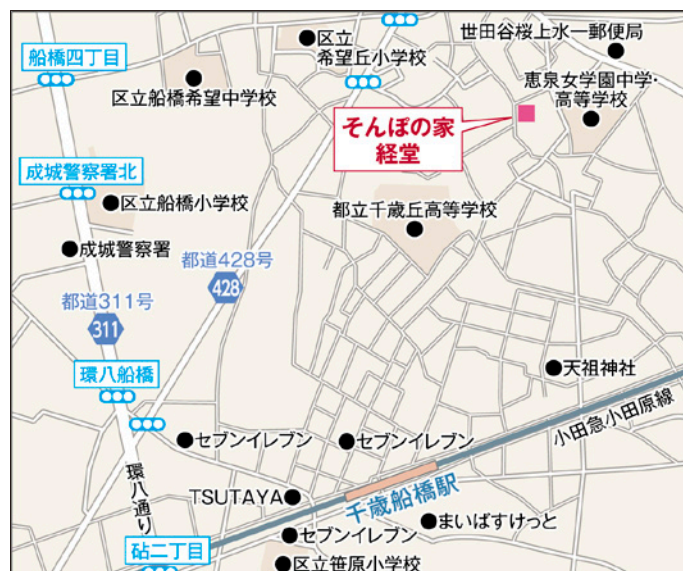 区立
希望丘小学校
世田谷桜上水一郵便局
船橋四丁目
区立船橋希望中学校
恵泉女学園中学・
高等学校
そんぽの家
経堂
成城警察署北
区立船橋小学校
都立千歳丘高等学校
成城警察署
都道428号
428
都道311号
311
環八船橋
天祖神社
小田急小田原線
セブンイレブン
セブンイレブン
環八通り
TSUTAYA
千歳船橋駅
まいばすけっと
セブンイレブン
砧二丁目
区立笹原小学校